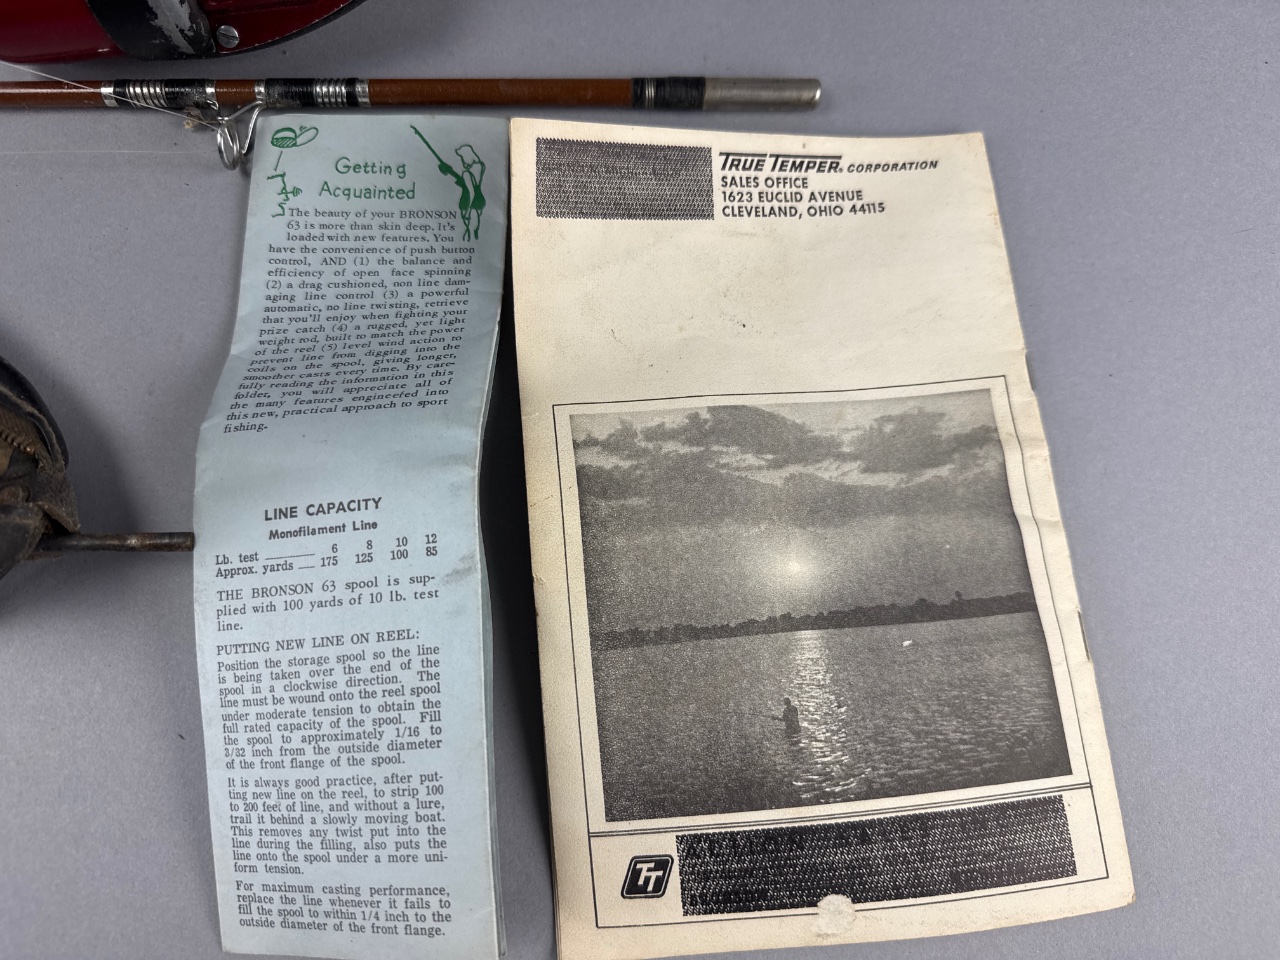 Getting
Acquainted
The beauty of your BRONSON
63 is more than skin deep. It's
loaded with new features. You
have the convenience of push button
control, AND (1) the balance and
efficiency of open face spinning
(2) a drag cushioned, non line dam-
aging line control (3) a powerful
automatic, no line twisting, retrieve
that you'll enjoy when fighting your
prize catch (4) a rugged, yet light
weight rod, built to match the power
of the reel (5) level wind action to
prevent line from digging into the
coils on the spool, giving longer,
smoother casts every time. By care-
fully reading the information in this
folder, you will appreciate all of
the many features engineered into
this new, practical approach to sport
fishing.
LINE CAPACITY
Monofilament Line
Lb. test 6 8 10 12
Approx. yards 175 125 100 85
THE BRONSON 63 spool is sup-
plied with 100 yards of 10 lb. test
line.
PUTTING NEW LINE ON REEL:
Position the storage spool so the line
is being taken over the end of the
spool in a clockwise direction. The
line must be wound onto the reel spool
under moderate tension to obtain the
full rated capacity of the spool. Fill
the spool to approximately 1/16 to
3/32 inch from the outside diameter
of the front flange of the spool.
It is always good practice, after put-
ting new line on the reel, to strip 100
to 200 feet of line, and without a lure,
trail it behind a slowly moving boat.
This removes any twist put into the
line during the filling, also puts the
line onto the spool under a more uni-
form tension.
For maximum casting performance,
replace the line whenever it fails to
fill the spool to within 1/4 inch to the
outside diameter of the front flange.
TRUE TEMPER® CORPORATION
SALES OFFICE
1623 EUCLID AVENUE
CLEVELAND, OHIO 44115
TT